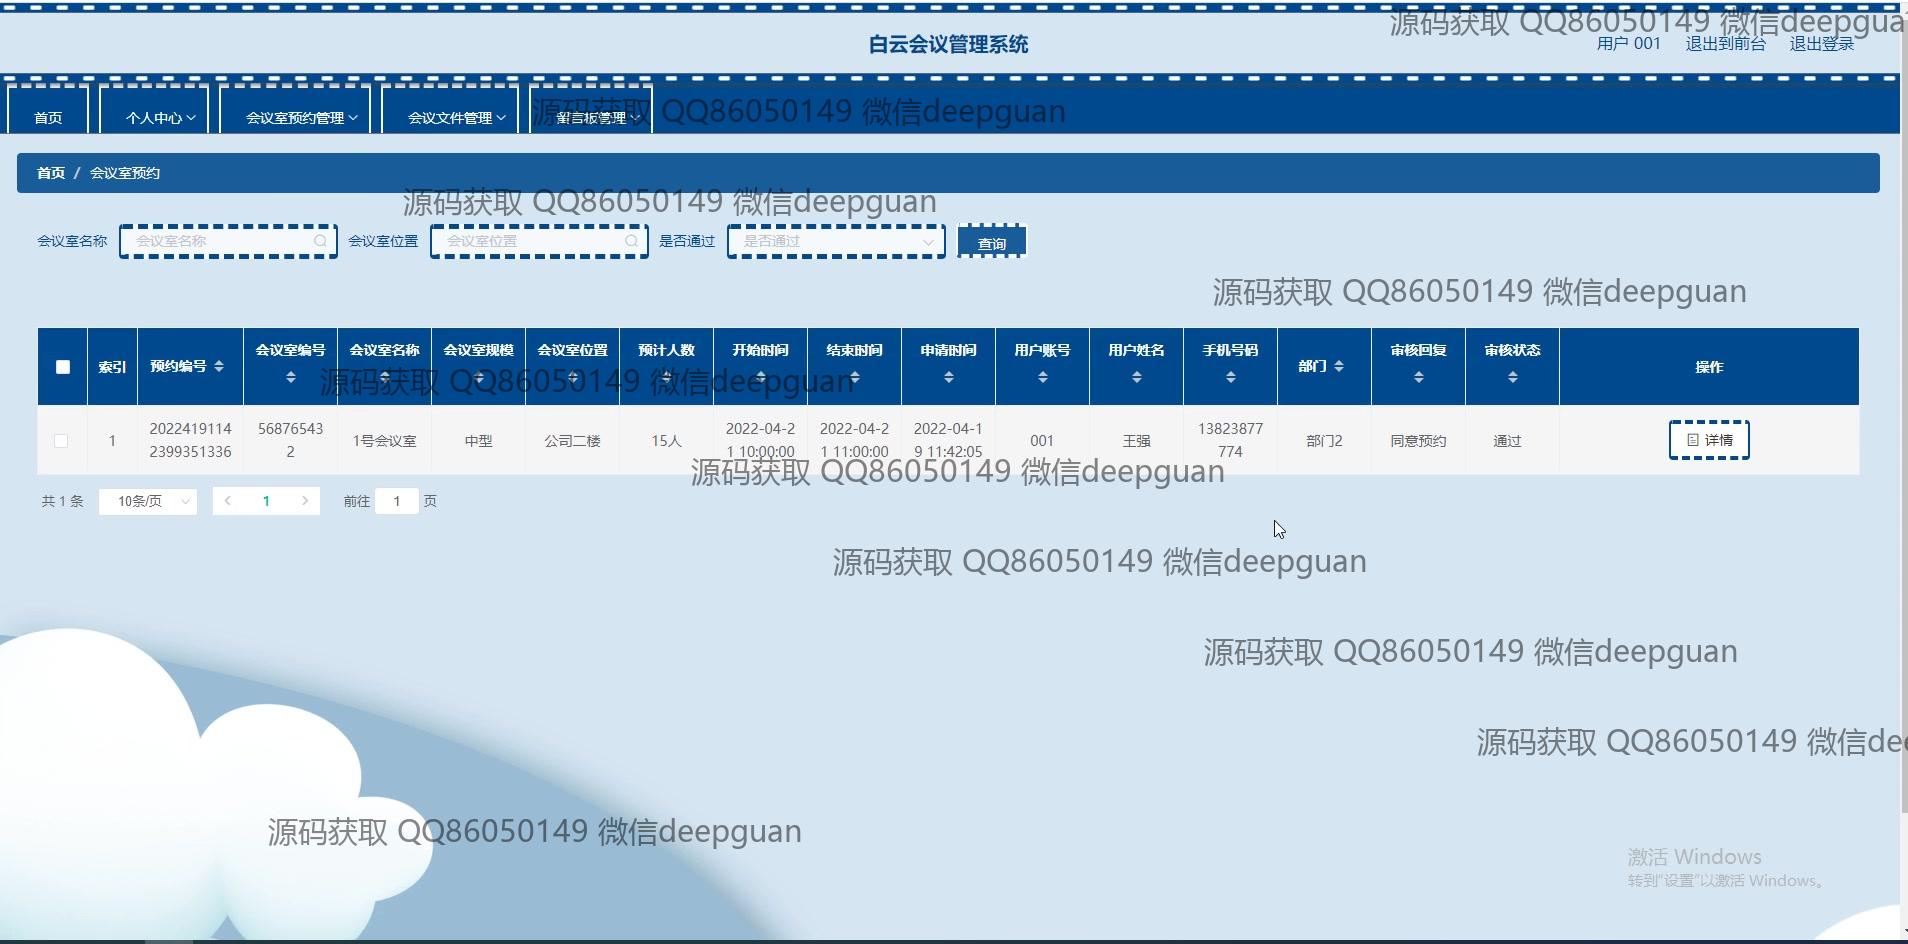 源码获取 QQ86050149 微信deepgua
白云会议管理系统
用户 001 退出到前台 退出登录
首页 个人中心 会议室预约管理 会议文件管理 留言板管理
源码获取 QQ86050149 微信deepguan
首页 / 会议室预约
源码获取 QQ86050149 微信deepguan
会议室名称 会议室名称 会议室位置 会议室位置 是否通过 是否通过 查询
源码获取 QQ86050149 微信deepguan
索引 预约编号 会议室编号 会议室名称 会议室规模 会议室位置 预计人数 开始时间 结束时间 申请时间 用户账号 用户姓名 手机号码 部门 审核回复 审核状态 操作
源码获取 QQ86050149 微信deepguan
1 2022419114 56876543 1号会议室 中型 公司二楼 15人 2022-04-2 2022-04-2 2022-04-1 001 王强 13823877 部门2 同意预约 通过 详情
2399351336 2 1 10:00:00 1 11:00:00 9 11:42:05 774
源码获取 QQ86050149 微信deepguan
共 1 条 10条/页 1 前往 1 页
源码获取 QQ86050149 微信deepguan
源码获取 QQ86050149 微信deepguan
源码获取 QQ86050149 微信dee
源码获取 QQ86050149 微信deepguan
激活 Windows
转到"设置"以激活 Windows。